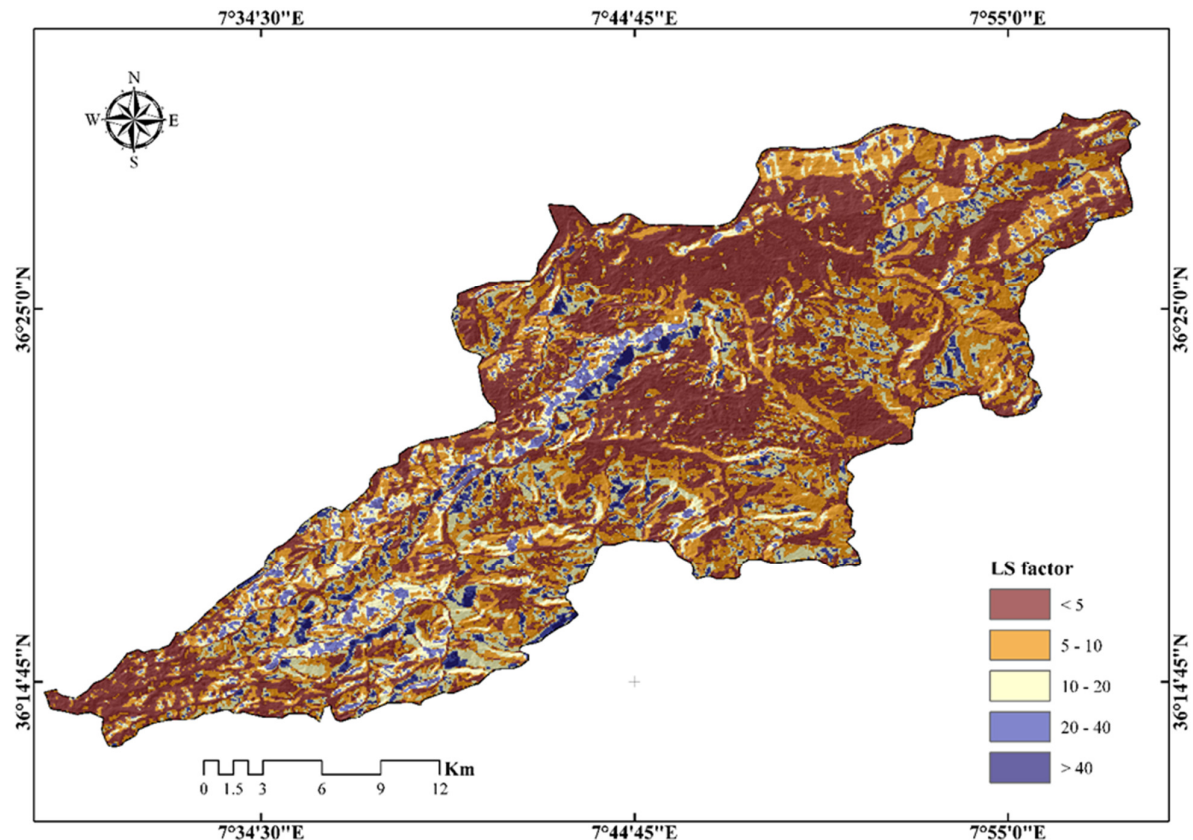 7°34'30"E 7°44'45"E 7°55'0"E
N
W E
S
36°25'0"N 36°25'0"N
LS factor
< 5
5 - 10
10 - 20
20 - 40
> 40
36°14'45"N 36°14'45"N
Km
0 1.5 3 6 9 12
7°34'30"E 7°44'45"E 7°55'0"E